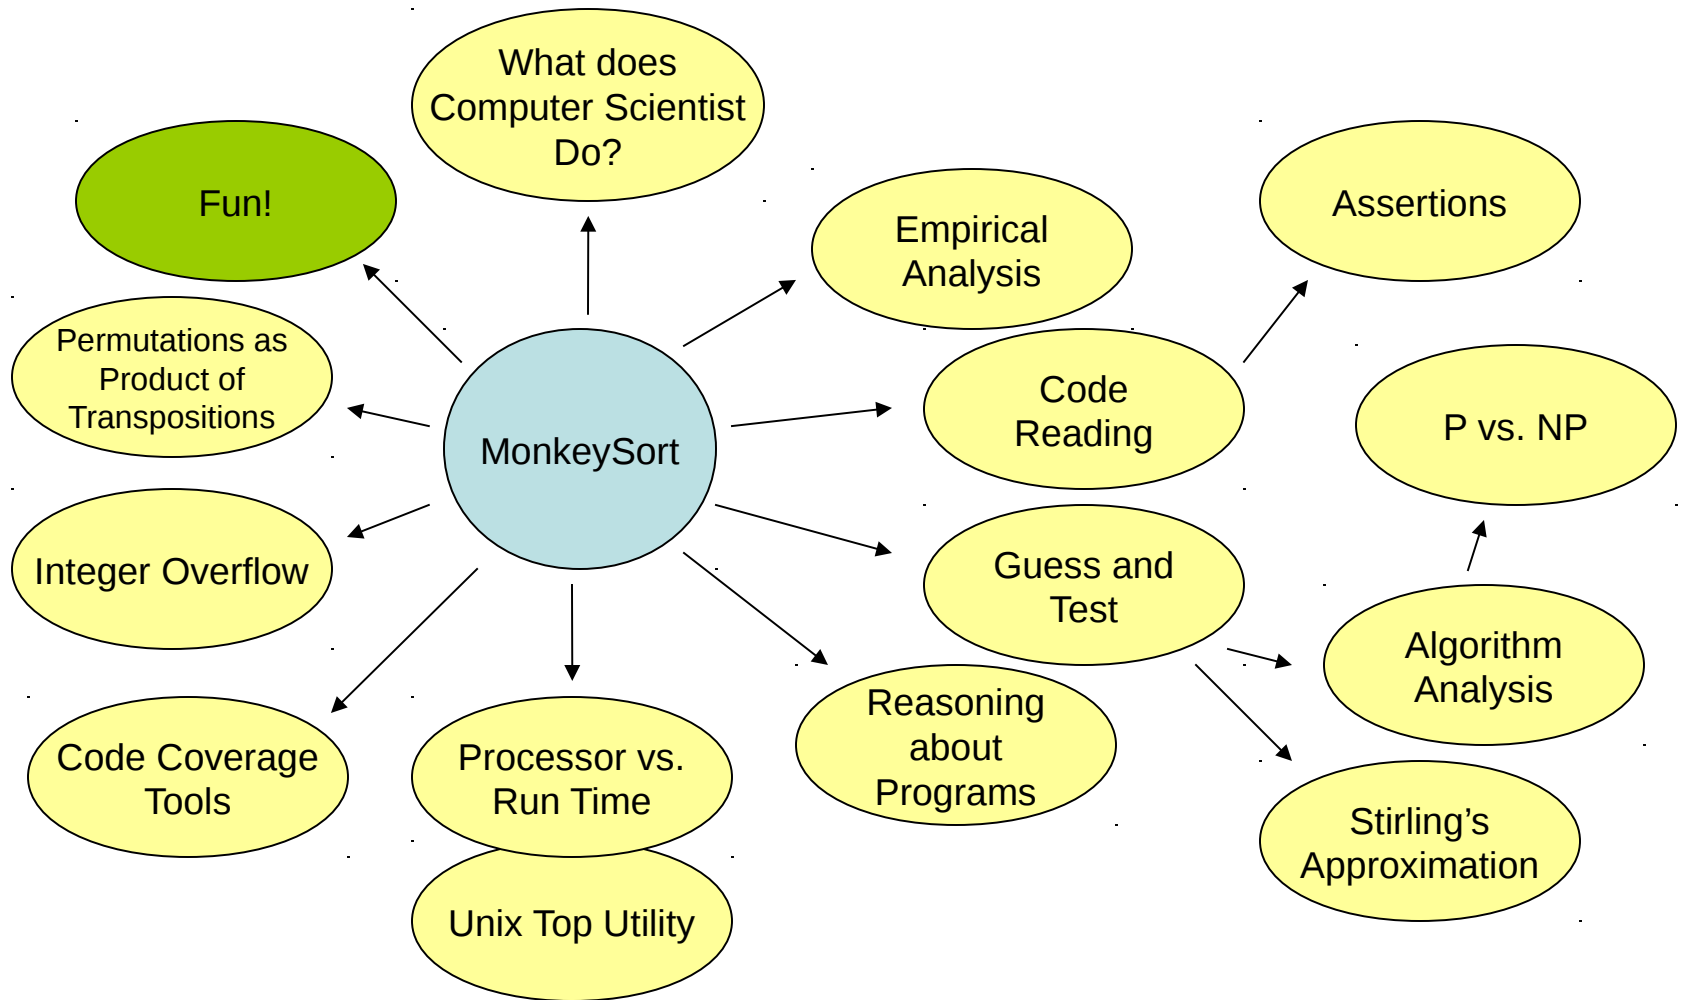 What does
Computer Scientist
Do?
Fun!
Assertions
Empirical
Analysis
Permutations as
Product of
Transpositions
Code
Reading
P vs. NP
MonkeySort
Integer Overflow
Guess and
Test
Algorithm
Analysis
Reasoning
about
Programs
Code Coverage
Tools
Processor vs.
Run Time
Stirling’s
Approximation
Unix Top Utility